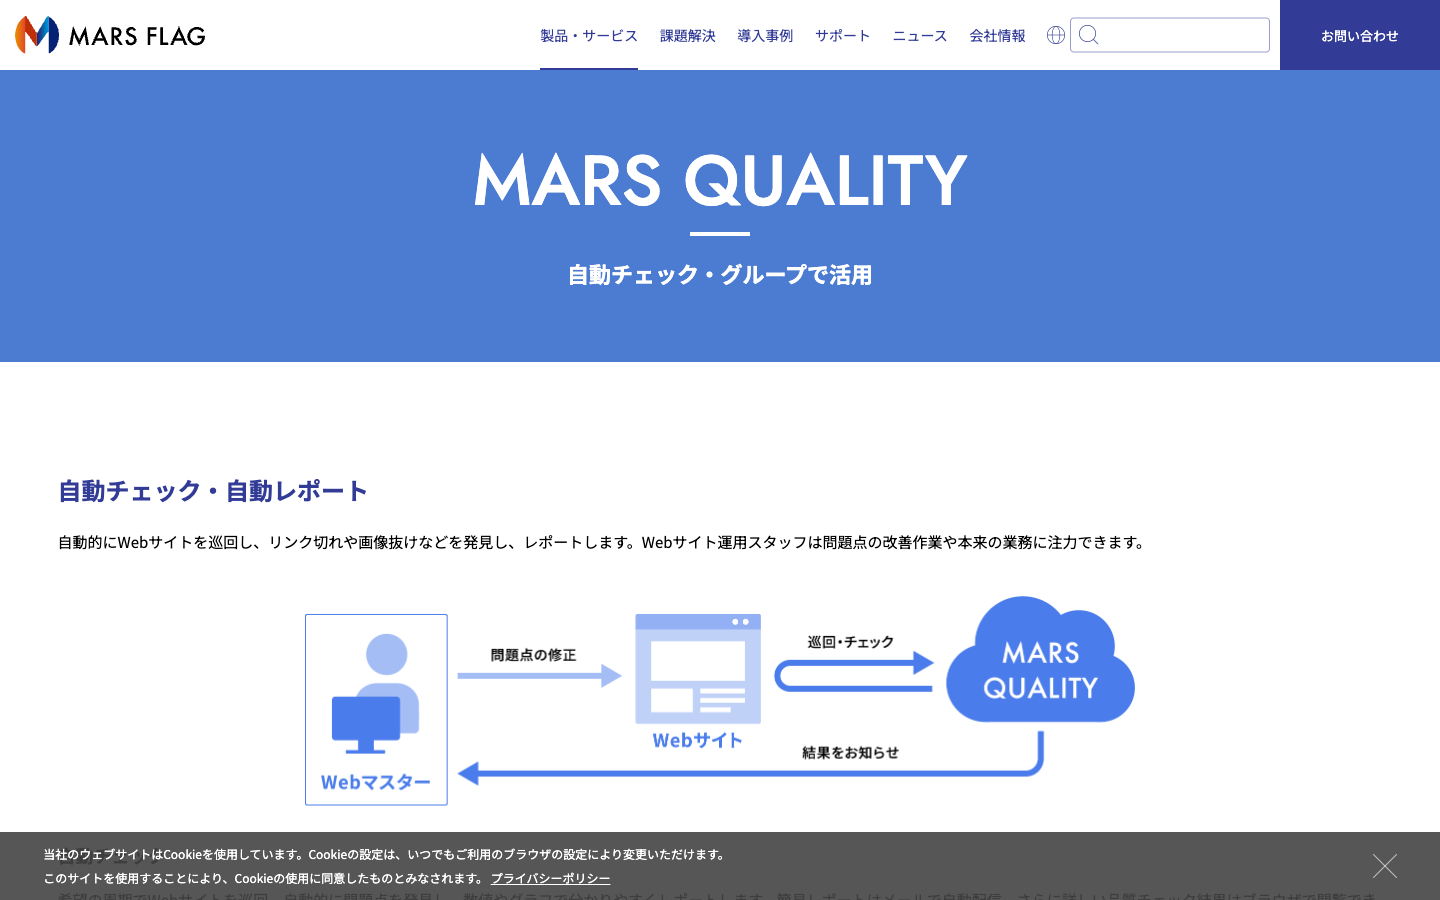 MARS FLAG
製品・サービス 課題解決 導入事例 サポート ニュース 会社情報 お問い合わせ
MARS QUALITY
自動チェック・グループで活用
自動チェック・自動レポート
自動的にWebサイトを巡回し、リンク切れや画像抜けなどを発見し、レポートします。Webサイト運用スタッフは問題点の改善作業や本来の業務に注力できます。
問題点の修正
巡回・チェック
MARS
QUALITY
Webサイト
結果をお知らせ
Webマスター
当社のウェブサイトはCookieを使用しています。Cookieの設定は、いつでもご利用のブラウザの設定により変更いただけます。
このサイトを使用することにより、Cookieの使用に同意したものとみなされます。 プライバシーポリシー